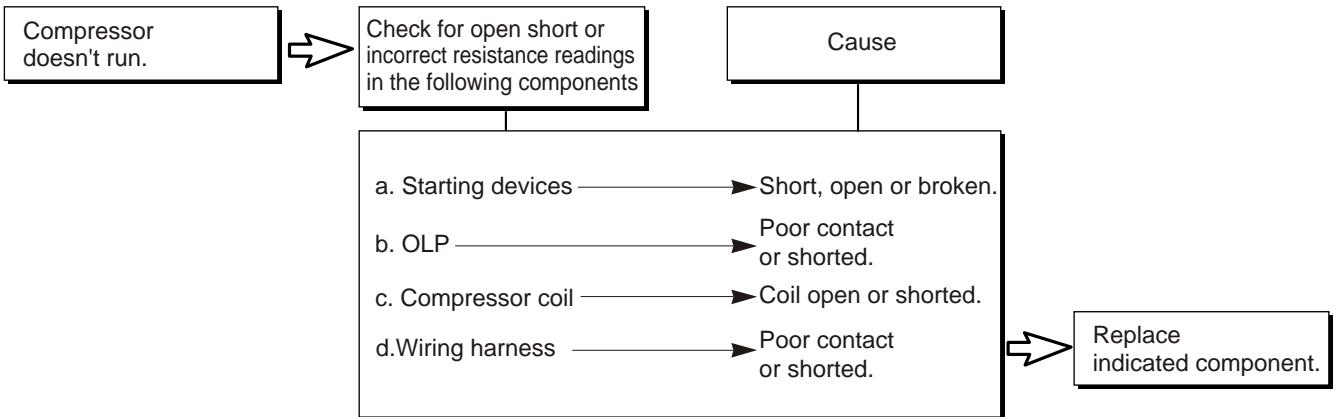 Compressor
doesn't run.
Check for open short or
incorrect resistance readings
in the following components
Cause
a. Starting devices
Short, open or broken.
b. OLP
Poor contact
or shorted.
c. Compressor coil
Coil open or shorted.
d.Wiring harness
Poor contact
or shorted.
Replace
indicated component.